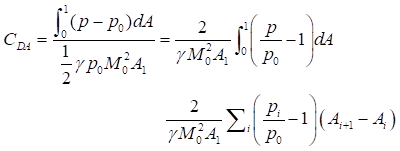 C_{DA} = \frac{\int_0^1 (p - p_0) dA}{\frac{1}{2} \gamma p_0 M_0^2 A_1} = \frac{2}{\gamma M_0^2 A_1} \int_0^1 \left( \frac{p}{p_0} - 1 \right) dA
\frac{2}{\gamma M_0^2 A_1} \sum_i \left( \frac{p_i}{p_0} - 1 \right) (A_{i+1} - A_i)